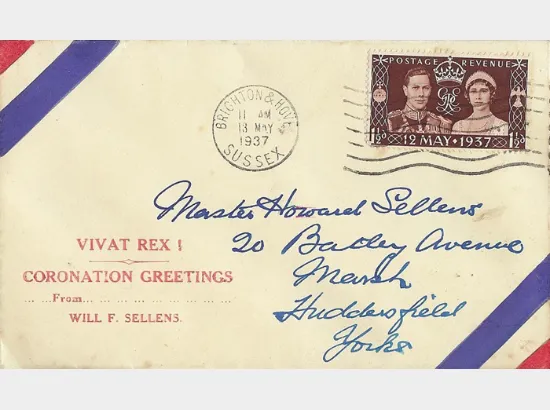 POSTAGE REVENUE
GRI
1½D 12 MAY · 1937 1½D
BRIGHTON & HOVE
11 AM
13 MAY
1937
SUSSEX
Master Howard Sellens
20 Batley Avenue
Marsh
Huddersfield
Yorks
VIVAT REX !
CORONATION GREETINGS
... ... From ... ... ... ... ... ... ... ... ...
WILL F. SELLENS.